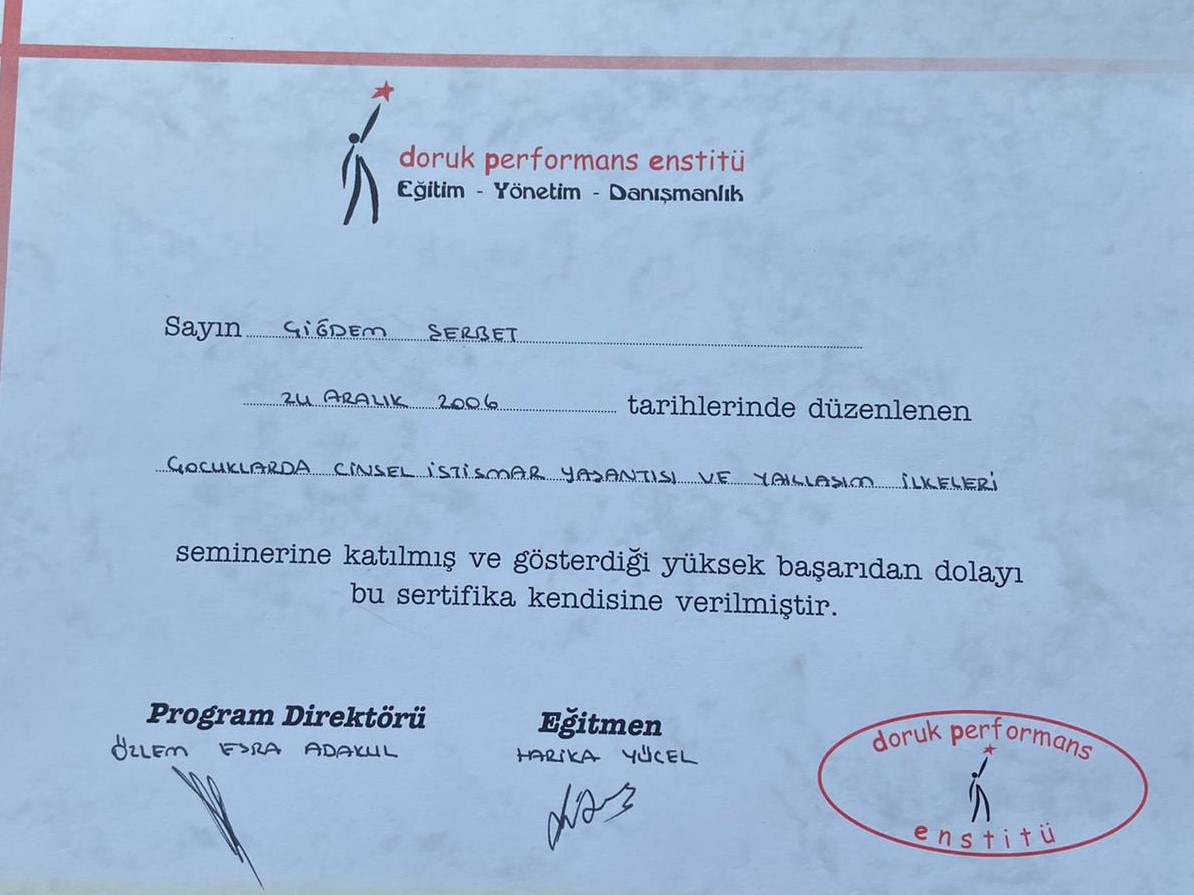 doruk performans enstitü
Eğitim - Yönetim - Danışmanlık
Sayın ÇİĞDEM ŞERBET
24 ARALIK 2006 tarihlerinde düzenlenen
ÇOCUKLARDA CİNSEL İSTİSMAR YAŞANTISI VE YAKLAŞIM İLKELERİ
seminerine katılmış ve gösterdiği yüksek başarıdan dolayı
bu sertifika kendisine verilmiştir.
Program Direktörü
ÖZLEM ESRA ADAKUL
Eğitmen
HARİKA YÜCEL
doruk performans
enstitü